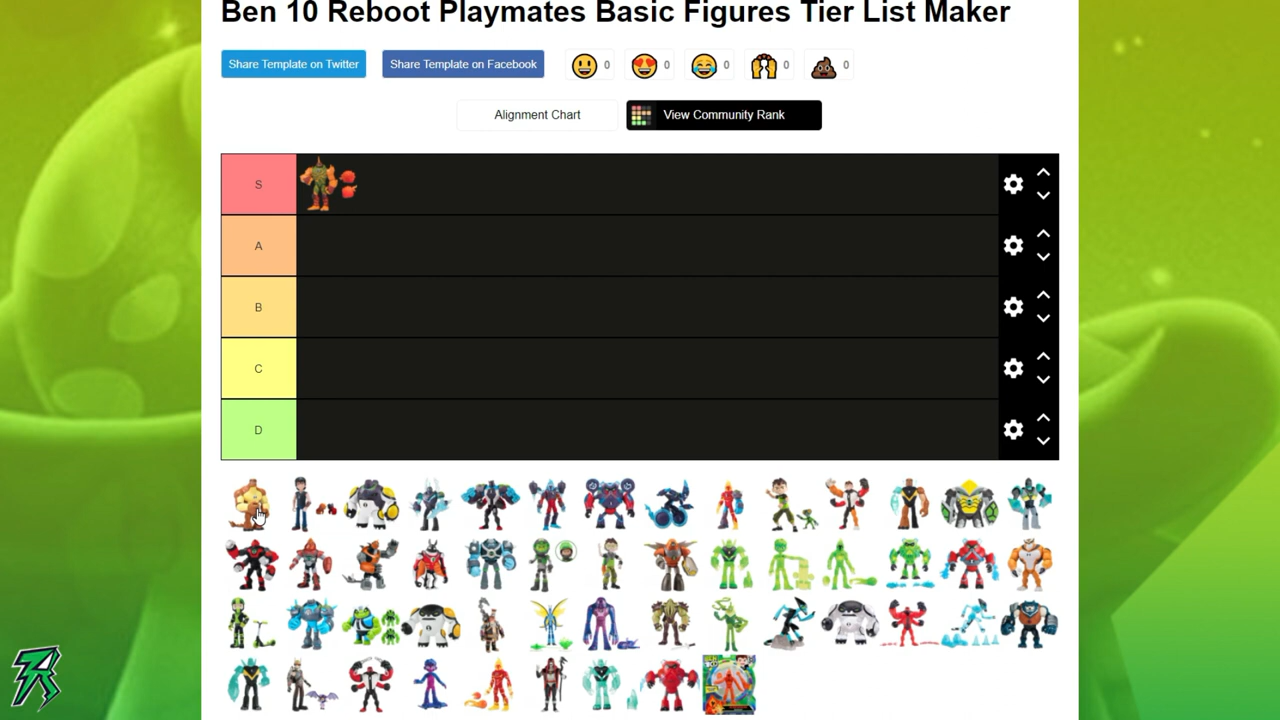 Ben 10 Reboot Playmates Basic Figures Tier List Maker
Share Template on Twitter
Share Template on Facebook
0
0
0
0
0
Alignment Chart
View Community Rank
S
A
B
C
D